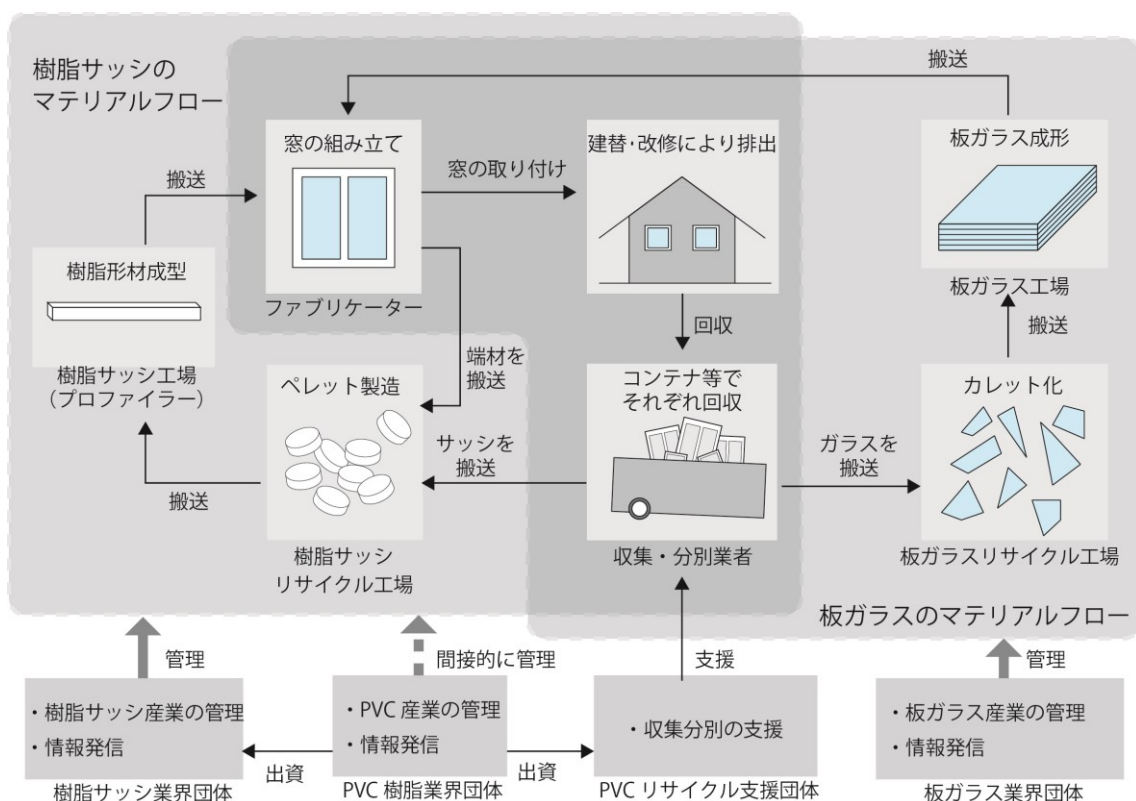 樹脂サッシの
マテリアルフロー
搬送
窓の組み立て
建替･改修により排出
板ガラス成形
窓の取り付け
搬送
樹脂形材成型
ファブリケーター
板ガラス工場
回収
搬送
端材を
搬送
樹脂サッシ工場
（プロファイラー）
ペレット製造
コンテナ等で
それぞれ回収
カレット化
サッシを
搬送
ガラスを
搬送
搬送
樹脂サッシ
リサイクル工場
収集・分別業者
板ガラスリサイクル工場
板ガラスのマテリアルフロー
管理
間接的に管理
支援
管理
・樹脂サッシ産業の管理
・情報発信
樹脂サッシ業界団体
出資
・PVC 産業の管理
・情報発信
PVC 樹脂業界団体
出資
・収集分別の支援
PVC リサイクル支援団体
・板ガラス産業の管理
・情報発信
板ガラス業界団体